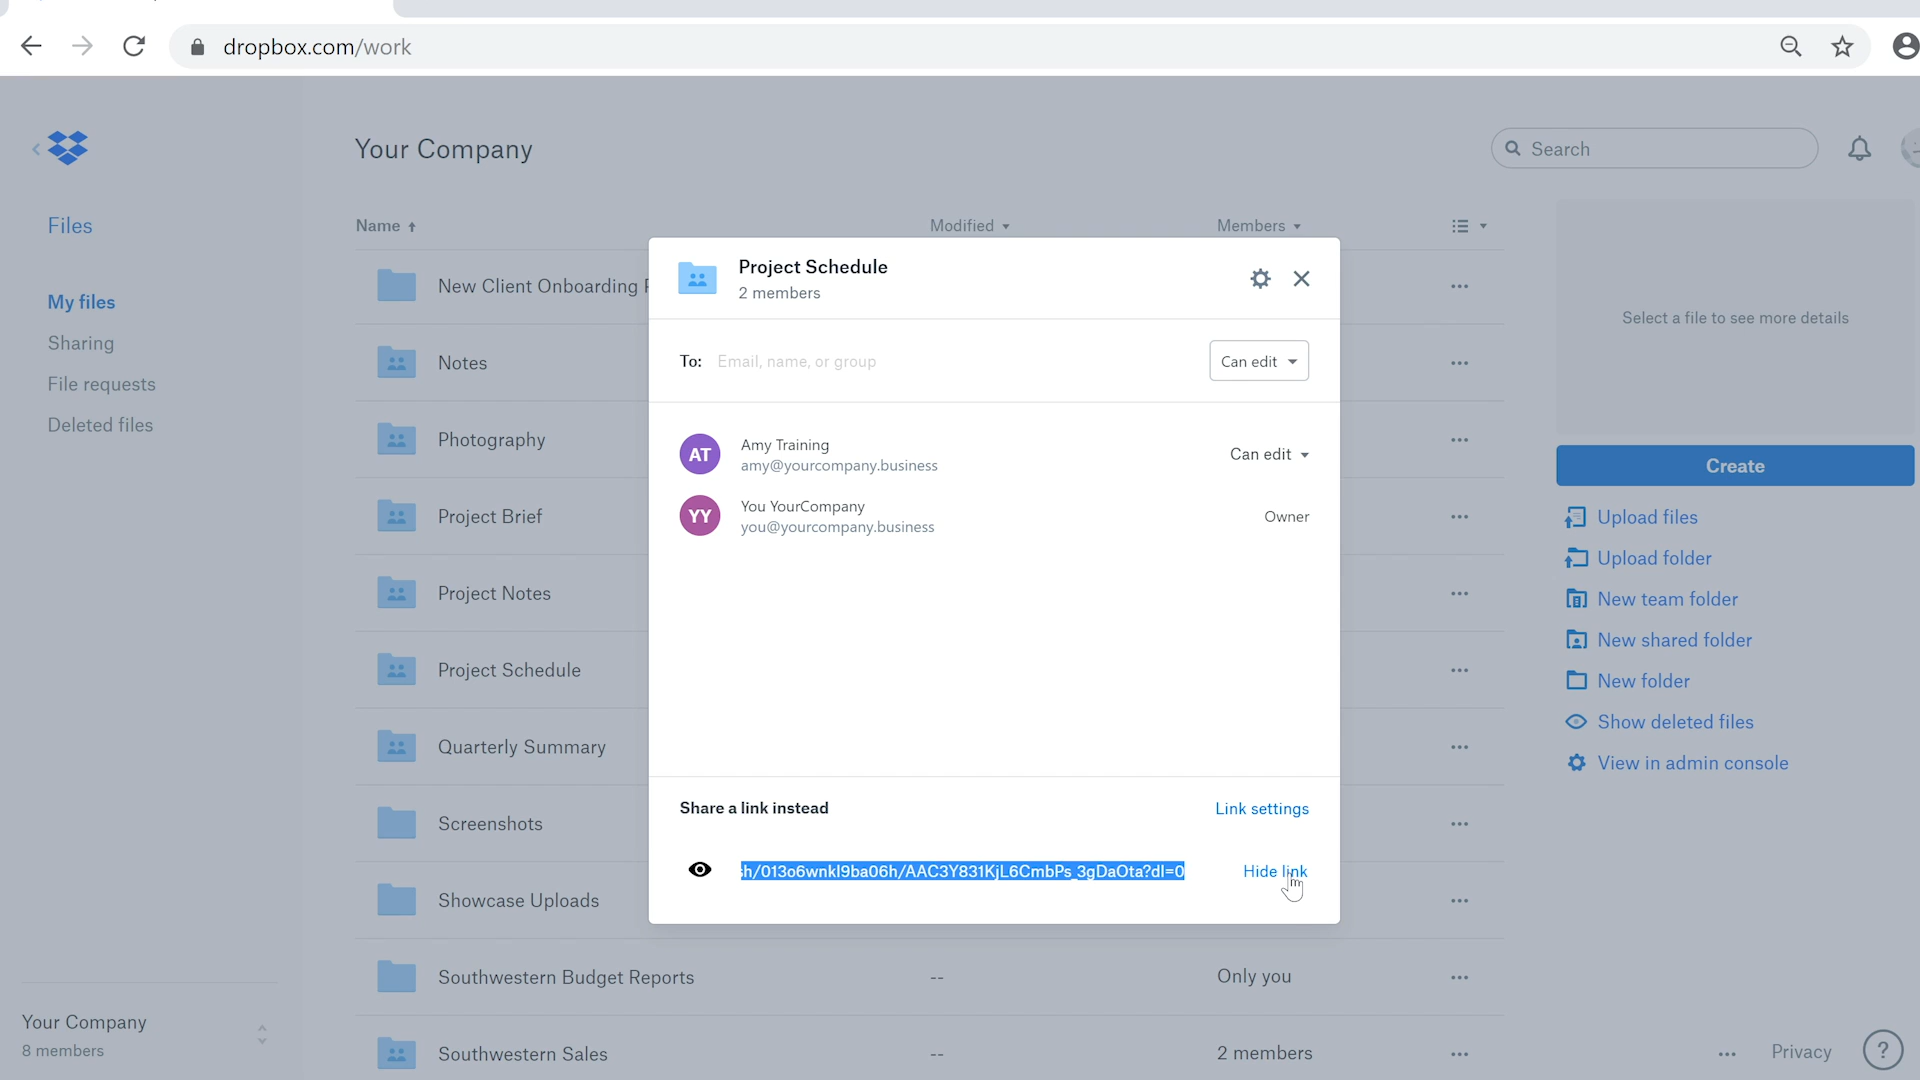 dropbox.com/work
Your Company
Search
Files
My files
Sharing
File requests
Deleted files
Name
Modified
Members
New Client Onboarding
Notes
Photography
Project Brief
Project Notes
Project Schedule
Quarterly Summary
Screenshots
Showcase Uploads
Southwestern Budget Reports
--
Only you
Southwestern Sales
--
2 members
Project Schedule
2 members
To: Email, name, or group
Can edit
AT
Amy Training
amy@yourcompany.business
Can edit
YY
You YourCompany
you@yourcompany.business
Owner
Share a link instead
Link settings
sh/013o6wnkl9ba06h/AAC3Y831KjL6CmbPs_3gDaOta?dl=0
Hide link
Select a file to see more details
Create
Upload files
Upload folder
New team folder
New shared folder
New folder
Show deleted files
View in admin console
Your Company
8 members
Privacy
?